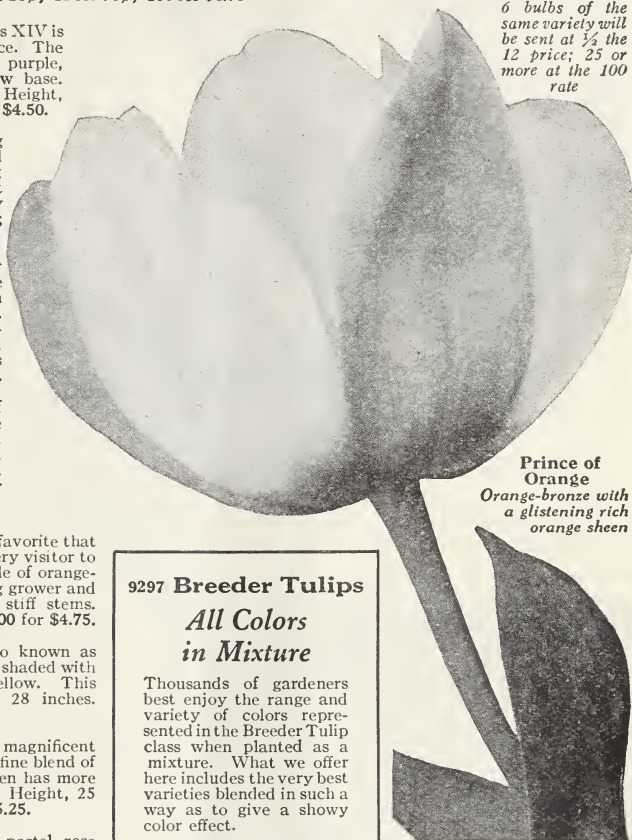 s XIV is
ce. The
purple,
w base.
Height,
$4.50.
favorite that
ery visitor to
le of orange-
g grower and
stiff stems.
00 for $4.75.
o known as
shaded with
ellow. This
28 inches.
magnificent
fine blend of
en has more
Height, 25
.25.
6 bulbs of the
same variety will
be sent at ½ the
12 price; 25 or
more at the 100
rate
Prince of
Orange
Orange-bronze with
a glistening rich
orange sheen
9297 Breeder Tulips
All Colors
in Mixture
Thousands of gardeners
best enjoy the range and
variety of colors repre-
sented in the Breeder Tulip
class when planted as a
mixture. What we offer
here includes the very best
varieties blended in such a
way as to give a showy
color effect.